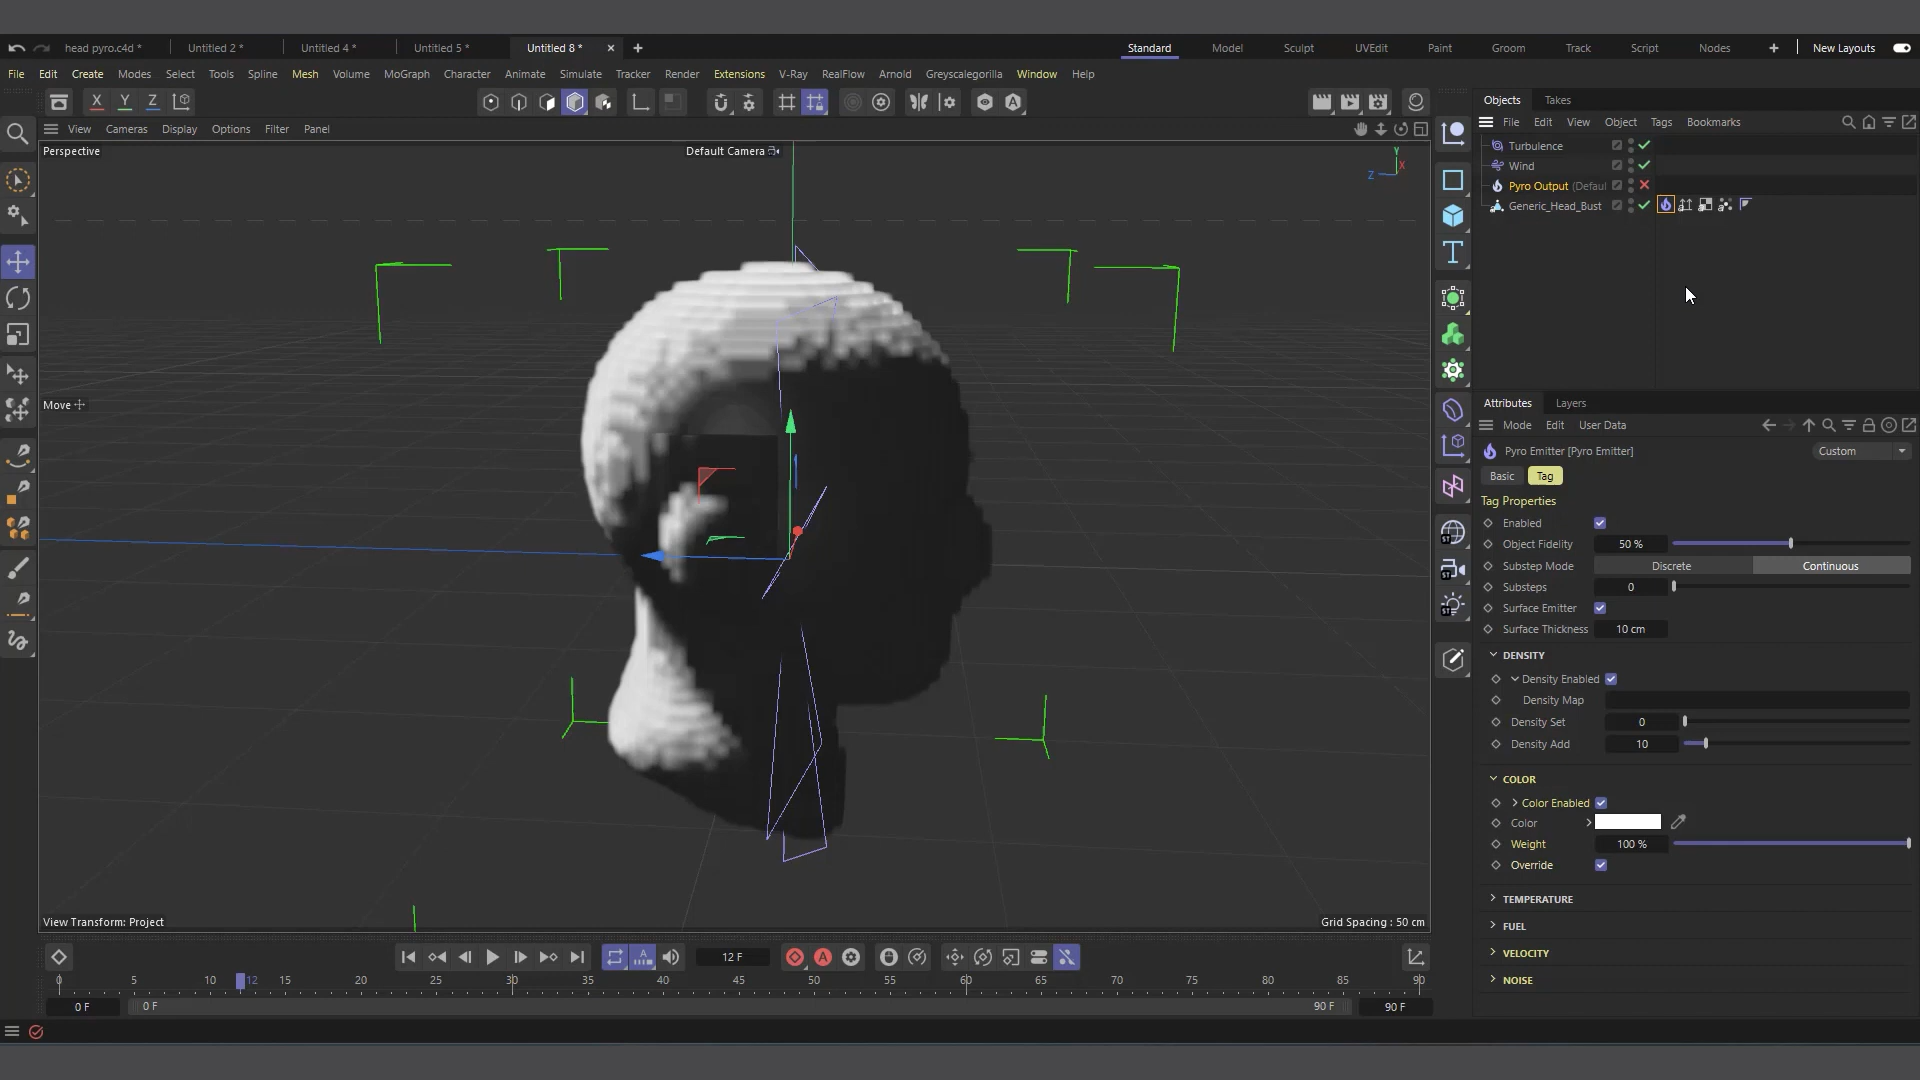 head pyro.c4d * Untitled 2 * Untitled 4 * Untitled 5 * Untitled 8 * Standard Model Sculpt UVEdit Paint Groom Track Script Nodes New Layouts
File Edit Create Modes Select Tools Spline Mesh Volume MoGraph Character Animate Simulate Tracker Render Extensions V-Ray RealFlow Arnold Greyscalegorilla Window Help
X Y Z
View Cameras Display Options Filter Panel
Perspective
Default Camera
Y
X
Z
Move
View Transform: Project
Grid Spacing : 50 cm
Objects Takes
File Edit View Object Tags Bookmarks
Turbulence
Wind
Pyro Output (Defaul
Generic_Head_Bust
Attributes Layers
Mode Edit User Data
Pyro Emitter [Pyro Emitter] Custom
Basic Tag
Tag Properties
Enabled
Object Fidelity 50 %
Substep Mode Discrete Continuous
Substeps 0
Surface Emitter
Surface Thickness 10 cm
DENSITY
Density Enabled
Density Map
Density Set 0
Density Add 10
COLOR
Color Enabled
Color
Weight 100 %
Override
TEMPERATURE
FUEL
VELOCITY
NOISE
12 F
0 5 10 12 15 20 25 30 35 40 45 50 55 60 65 70 75 80 85 90
0 F 0 F 90 F 90 F